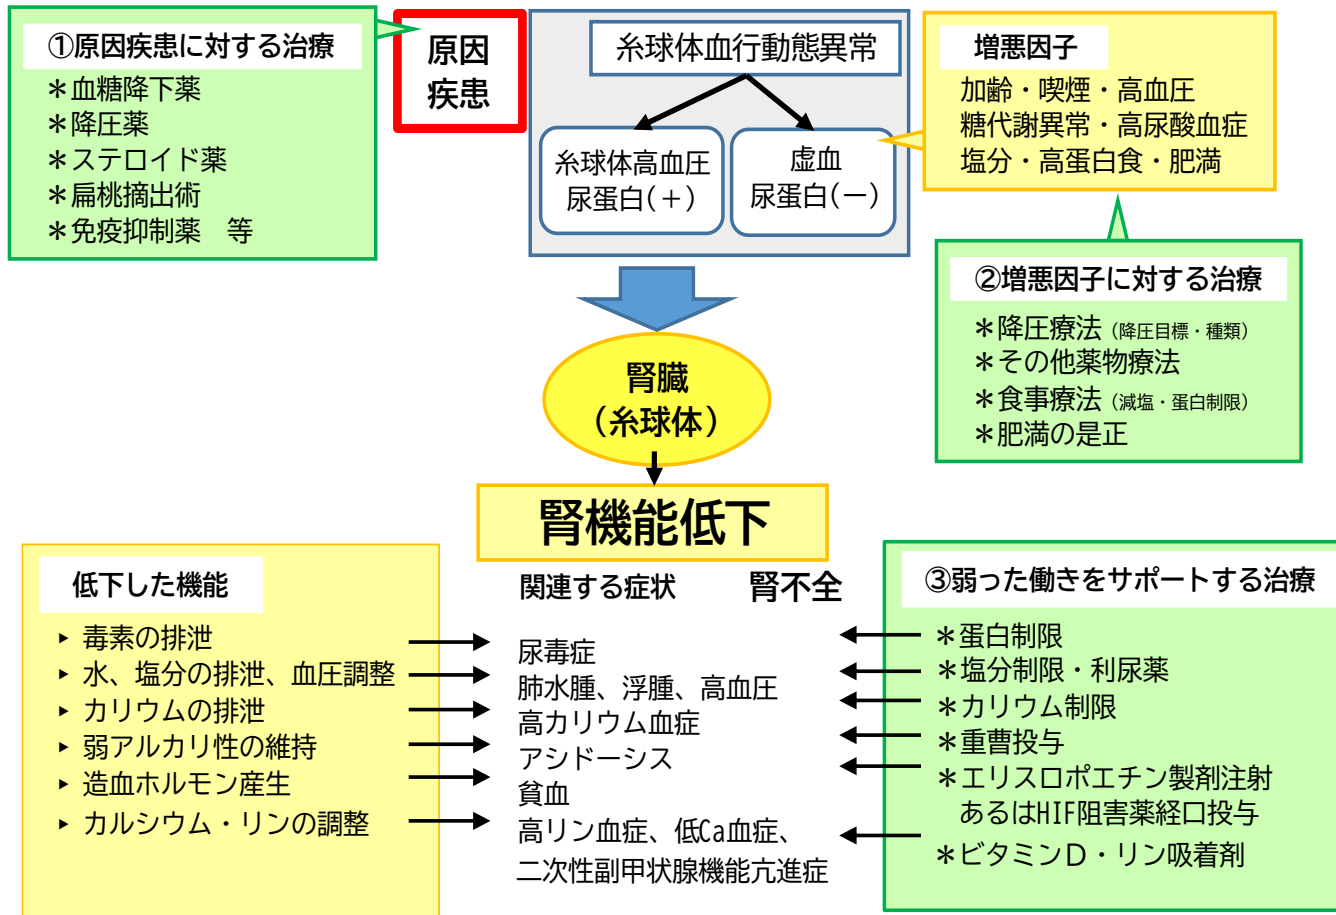 ①原因疾患に対する治療
＊血糖降下薬
＊降圧薬
＊ステロイド薬
＊扁桃摘出術
＊免疫抑制薬　等
原因
疾患
糸球体血行動態異常
糸球体高血圧
尿蛋白(＋)
虚血
尿蛋白(－)
増悪因子
加齢・喫煙・高血圧
糖代謝異常・高尿酸血症
塩分・高蛋白食・肥満
②増悪因子に対する治療
＊降圧療法（降圧目標・種類）
＊その他薬物療法
＊食事療法（減塩・蛋白制限）
＊肥満の是正
腎臓
（糸球体）
腎機能低下
低下した機能
▸ 毒素の排泄
▸ 水、塩分の排泄、血圧調整
▸ カリウムの排泄
▸ 弱アルカリ性の維持
▸ 造血ホルモン産生
▸ カルシウム・リンの調整
関連する症状
腎不全
尿毒症
肺水腫、浮腫、高血圧
高カリウム血症
アシドーシス
貧血
高リン血症、低Ca血症、
二次性副甲状腺機能亢進症
③弱った働きをサポートする治療
＊蛋白制限
＊塩分制限・利尿薬
＊カリウム制限
＊重曹投与
＊エリスロポエチン製剤注射
あるはHIF阻害薬経口投与
＊ビタミンＤ・リン吸着剤